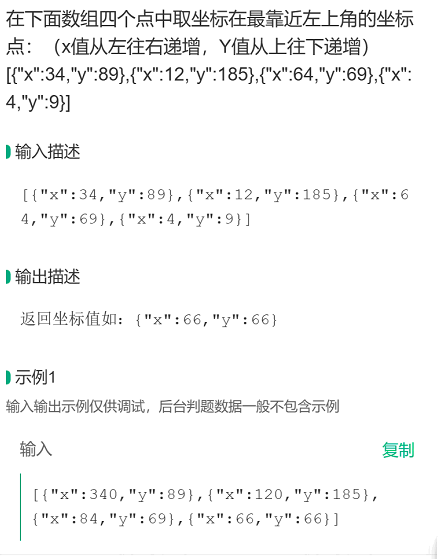 在下面数组四个点中取坐标在最靠近左上角的坐标
点：（x值从左往右递增，Y值从上往下递增）
[{"x":34,"y":89},{"x":12,"y":185},{"x":64,"y":69},{"x":
4,"y":9}]
输入描述
[{"x":34,"y":89},{"x":12,"y":185},{"x":6
4,"y":69},{"x":4,"y":9}]
输出描述
返回坐标值如：{"x":66,"y":66}
示例1
输入输出示例仅供调试，后台判题数据一般不包含示例
输入
复制
[{"x":340,"y":89},{"x":120,"y":185},
{"x":84,"y":69},{"x":66,"y":66}]